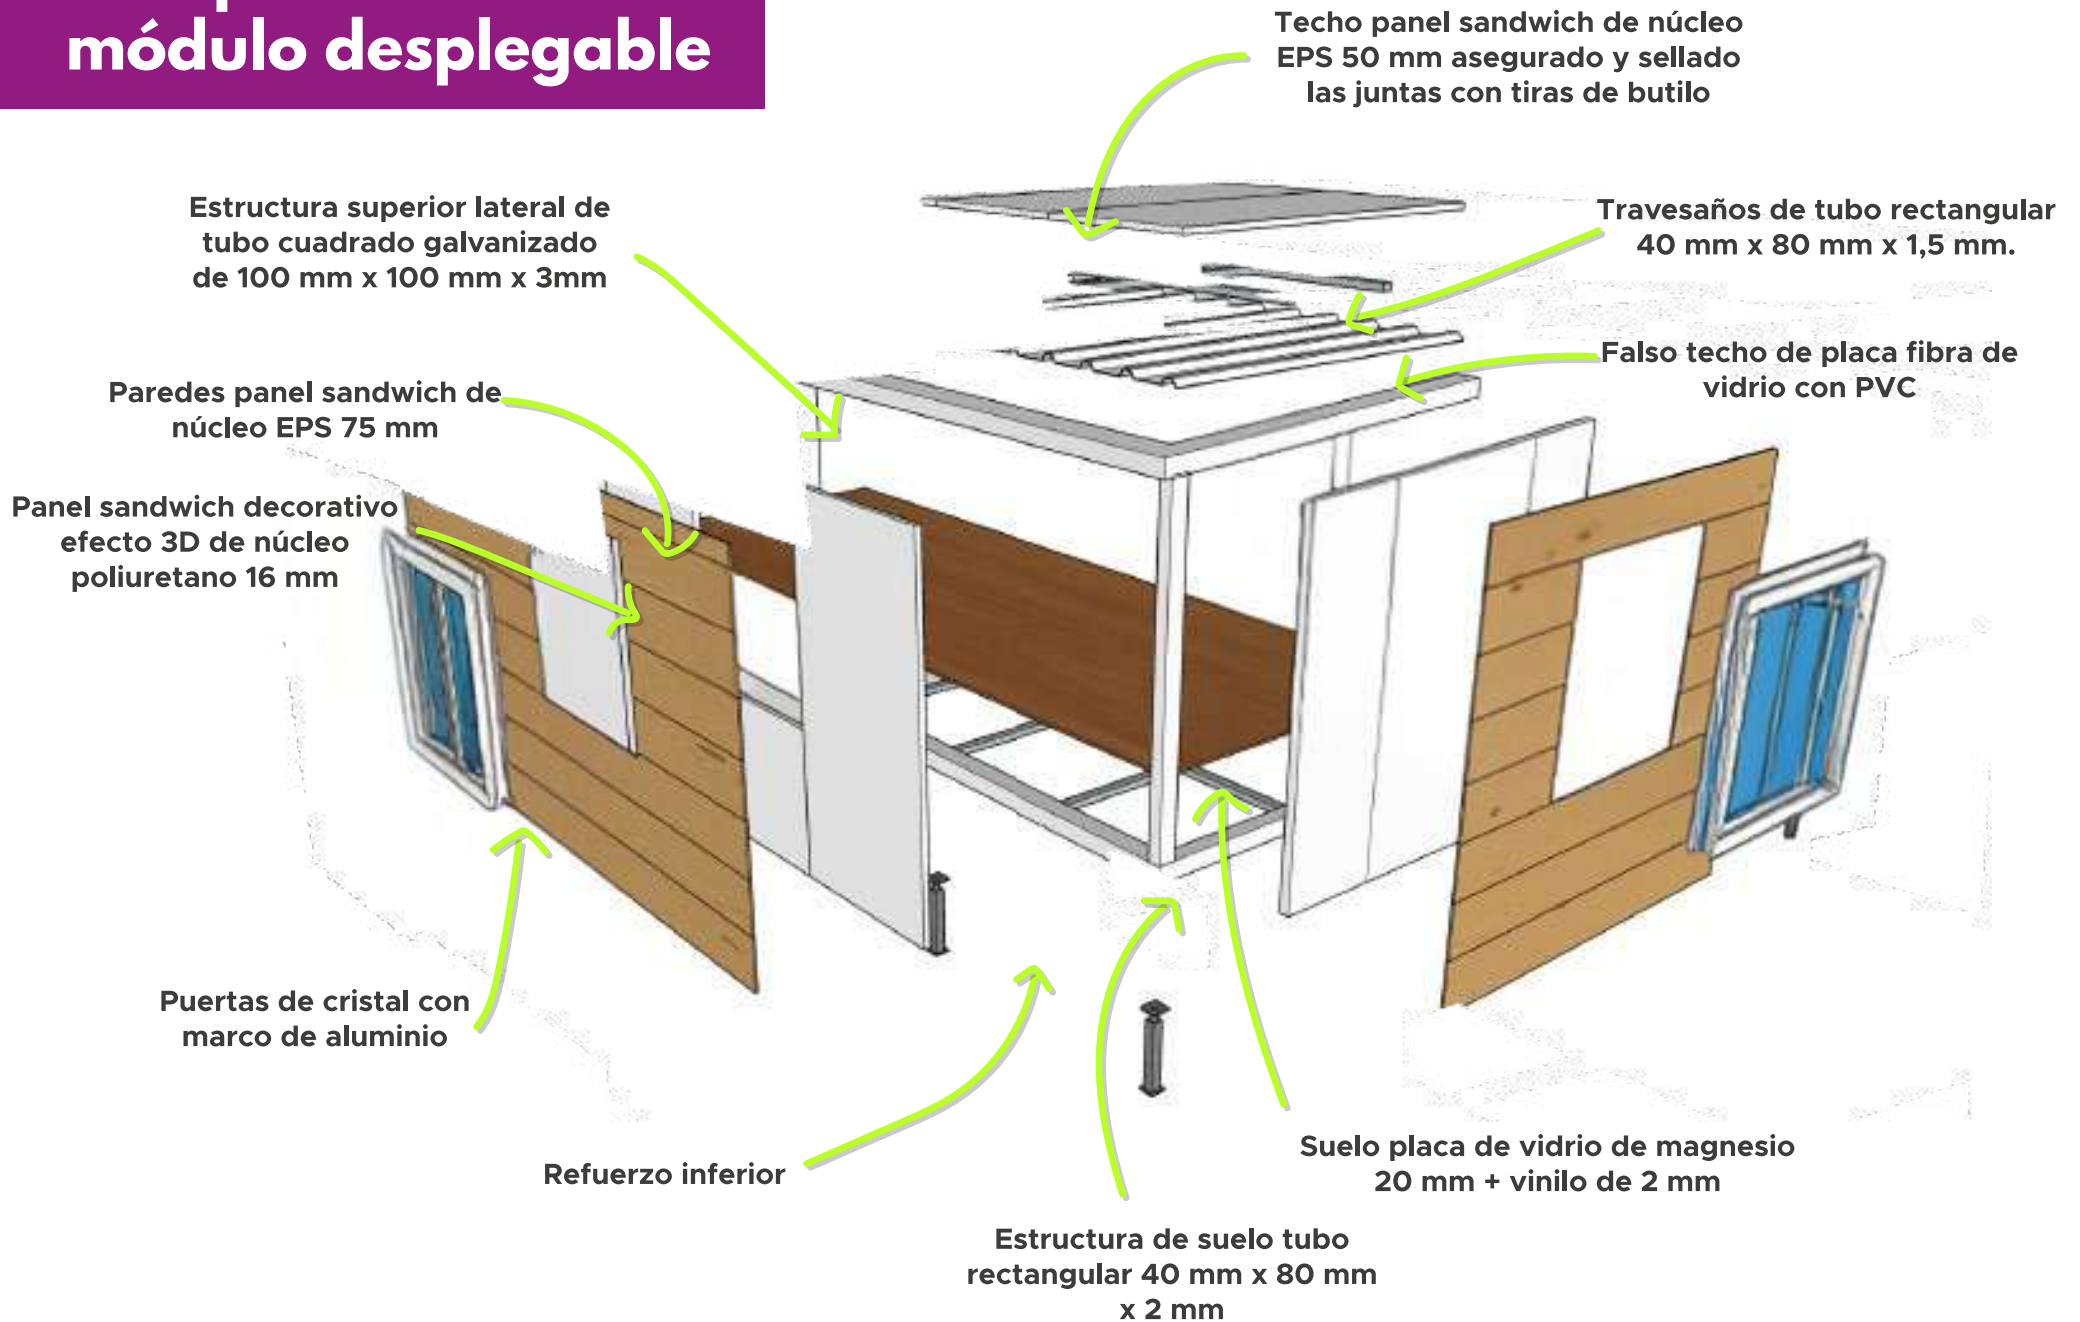 módulo desplegable
Techo panel sandwich de núcleo
EPS 50 mm asegurado y sellado
las juntas con tiras de butilo
Estructura superior lateral de
tubo cuadrado galvanizado
de 100 mm x 100 mm x 3mm
Travesaños de tubo rectangular
40 mm x 80 mm x 1,5 mm.
Falso techo de placa fibra de
vidrio con PVC
Paredes panel sandwich de
núcleo EPS 75 mm
Panel sandwich decorativo
efecto 3D de núcleo
poliuretano 16 mm
Puertas de cristal con
marco de aluminio
Refuerzo inferior
Suelo placa de vidrio de magnesio
20 mm + vinilo de 2 mm
Estructura de suelo tubo
rectangular 40 mm x 80 mm
x 2 mm